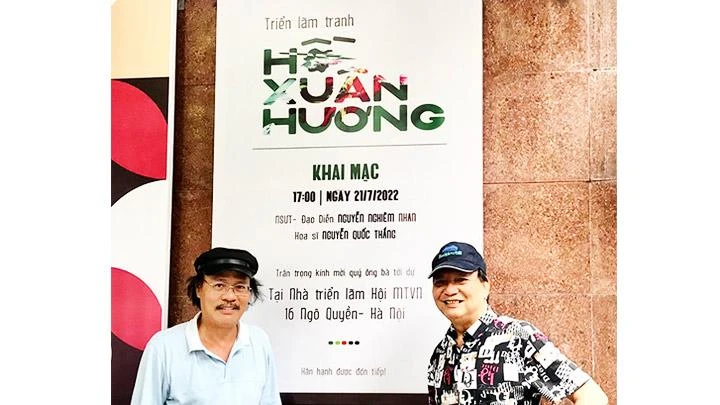 Triển lãm tranh
HỒ
XUÂN
HƯƠNG
KHAI MẠC
17:00 | NGÀY 21/7/2022
NSƯT- Đạo Diễn NGUYỄN NGHIÊM NHAN
Họa sĩ NGUYỄN QUỐC THẮNG
Trân trọng kính mời quý ông bà tới dự
Tại Nhà triển lãm Hội MTVN
16 Ngô Quyền- Hà Nội
Hân hạnh được đón tiếp!